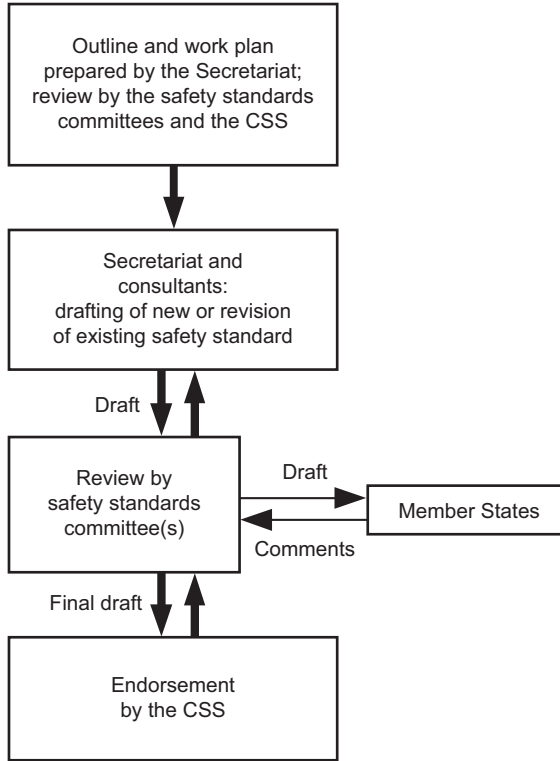 Outline and work plan
prepared by the Secretariat;
review by the safety standards
committees and the CSS
Secretariat and
consultants:
drafting of new or revision
of existing safety standard
Draft
Review by
safety standards
committee(s)
Draft
Member States
Comments
Final draft
Endorsement
by the CSS